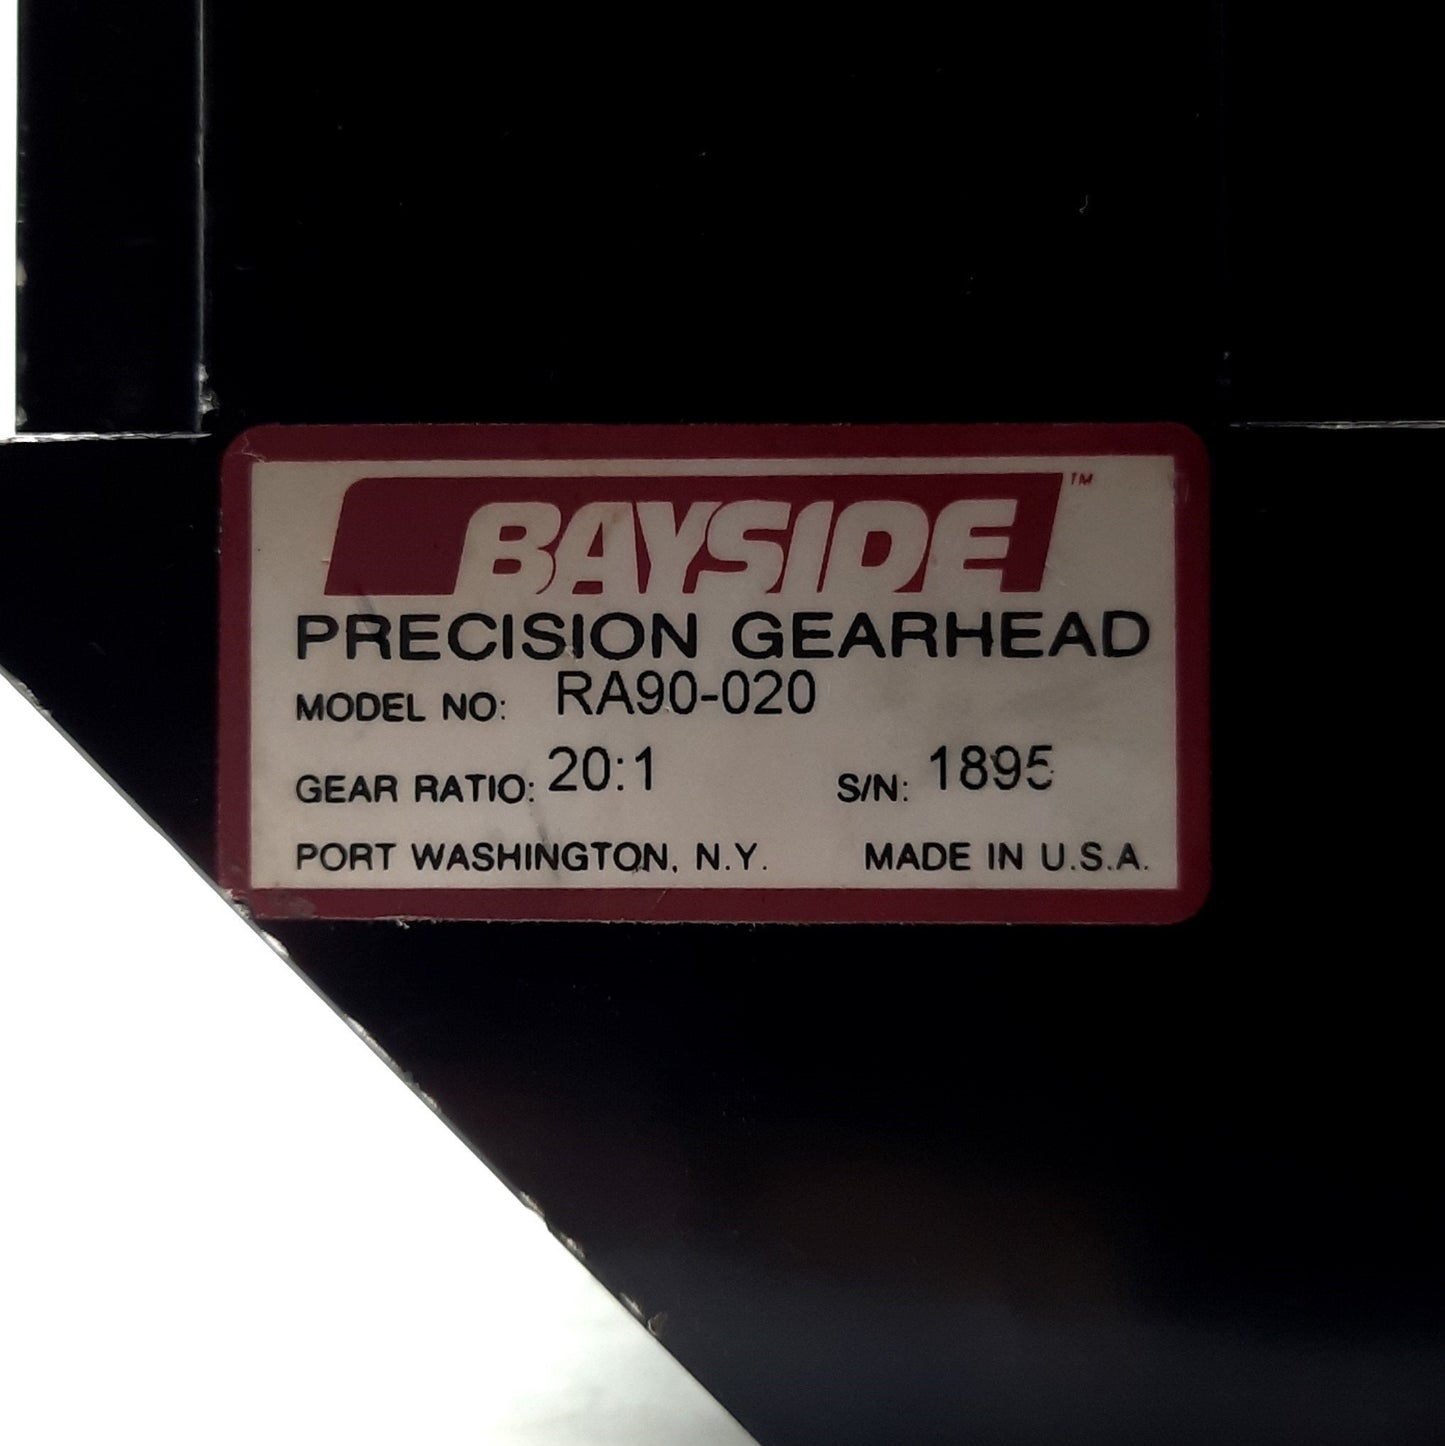 BAYSIDE™
PRECISION GEARHEAD
MODEL NO: RA90-020
GEAR RATIO: 20:1 S/N: 1895
PORT WASHINGTON, N.Y. MADE IN U.S.A.